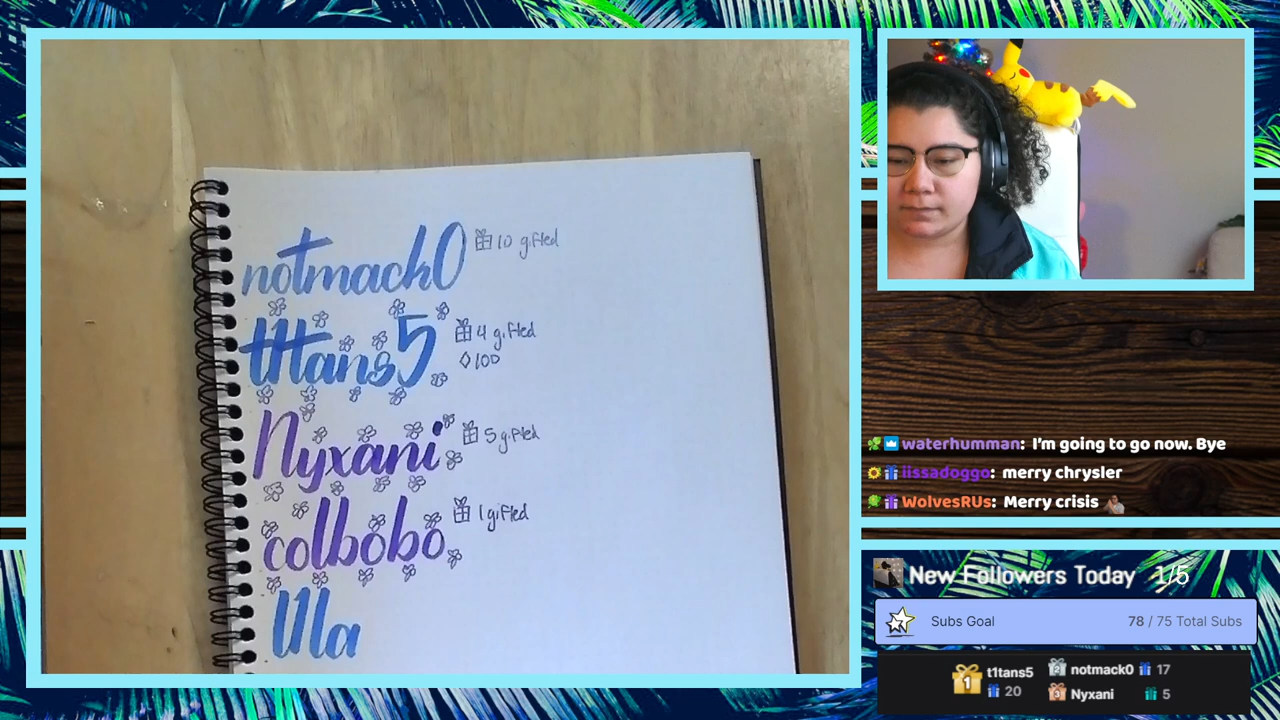 notmack0 10 gifted
t1tans5 4 gifted
100
Nyxani 5 gifted
colbobo 1 gifted
waterhumman: I'm going to go now. Bye
iissadoggo: merry chrysler
WolvesRUs: Merry crisis
New Followers Today 1/5
Subs Goal 78 / 75 Total Subs
1 t1tans5 20
2 notmack0 17
3 Nyxani 5